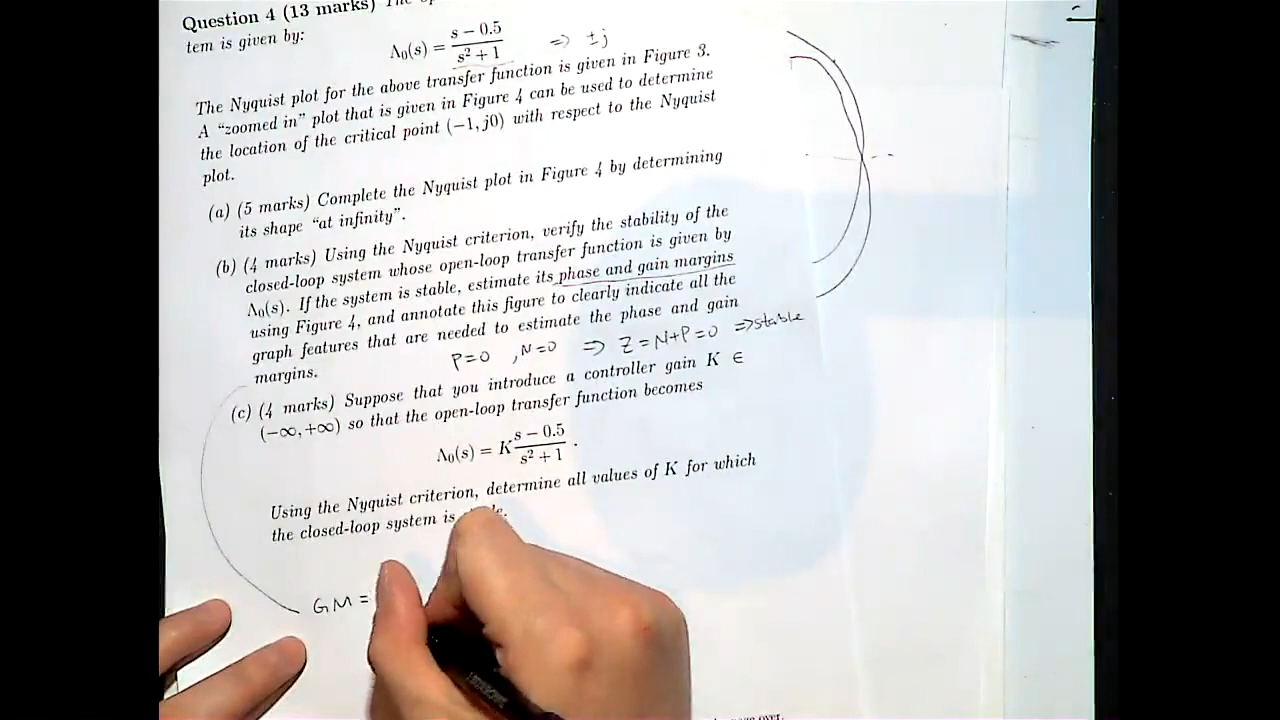 Question 4 (13 marks) The
tem is given by:
Λ₀(s) = (s − 0.5)/(s² + 1) => ±j
The Nyquist plot for the above transfer function is given in Figure 3.
A "zoomed in" plot that is given in Figure 4 can be used to determine
the location of the critical point (−1, j0) with respect to the Nyquist
plot.
(a) (5 marks) Complete the Nyquist plot in Figure 4 by determining
its shape "at infinity".
(b) (4 marks) Using the Nyquist criterion, verify the stability of the
closed-loop system whose open-loop transfer function is given by
Λ₀(s). If the system is stable, estimate its phase and gain margins
using Figure 4, and annotate this figure to clearly indicate all the
graph features that are needed to estimate the phase and gain
margins.
P=0 , N=0 => Z=N+P=0 =>stable
(c) (4 marks) Suppose that you introduce a controller gain K ∈
(−∞, +∞) so that the open-loop transfer function becomes
Λ₀(s) = K (s − 0.5)/(s² + 1) .
Using the Nyquist criterion, determine all values of K for which
the closed-loop system is
GM =
over.